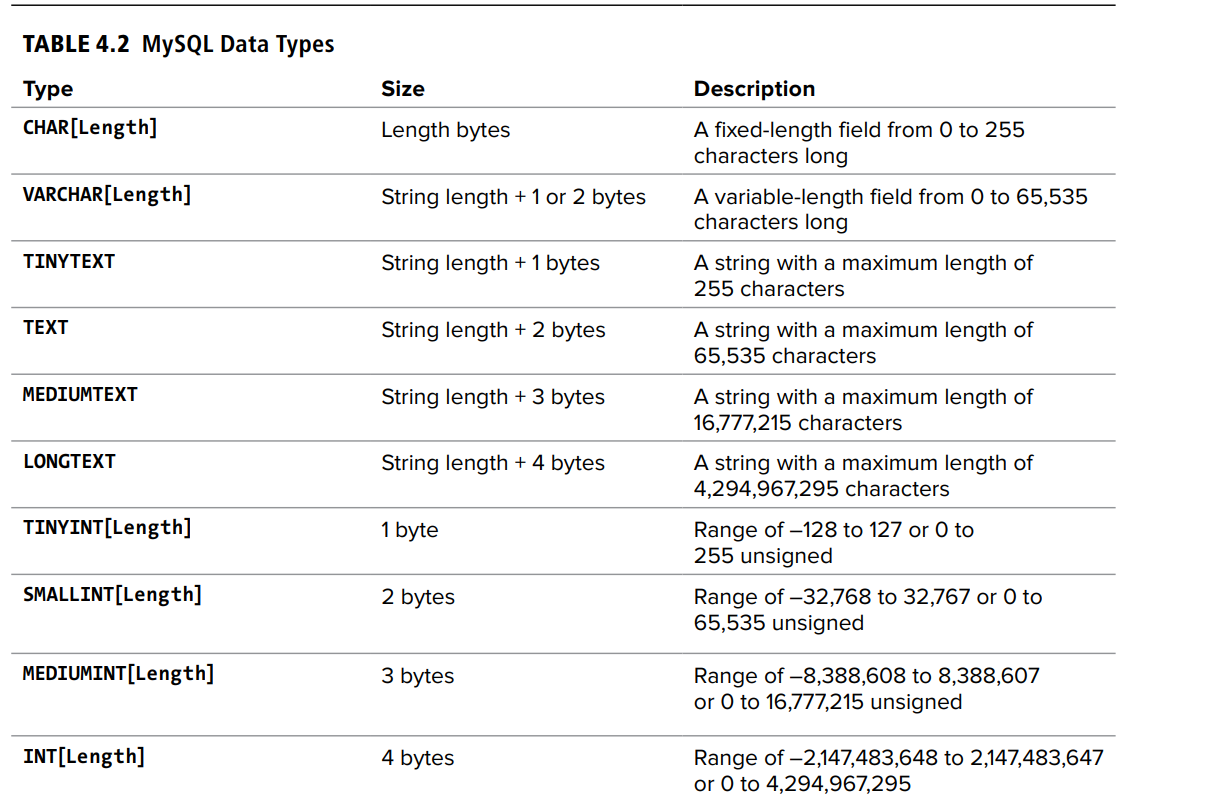 TABLE 4.2 MySQL Data Types
Type Size Description
CHAR[Length] Length bytes A fixed-length field from 0 to 255
characters long
VARCHAR[Length] String length + 1 or 2 bytes A variable-length field from 0 to 65,535
characters long
TINYTEXT String length + 1 bytes A string with a maximum length of
255 characters
TEXT String length + 2 bytes A string with a maximum length of
65,535 characters
MEDIUMTEXT String length + 3 bytes A string with a maximum length of
16,777,215 characters
LONGTEXT String length + 4 bytes A string with a maximum length of
4,294,967,295 characters
TINYINT[Length] 1 byte Range of –128 to 127 or 0 to
255 unsigned
SMALLINT[Length] 2 bytes Range of –32,768 to 32,767 or 0 to
65,535 unsigned
MEDIUMINT[Length] 3 bytes Range of –8,388,608 to 8,388,607
or 0 to 16,777,215 unsigned
INT[Length] 4 bytes Range of –2,147,483,648 to 2,147,483,647
or 0 to 4,294,967,295